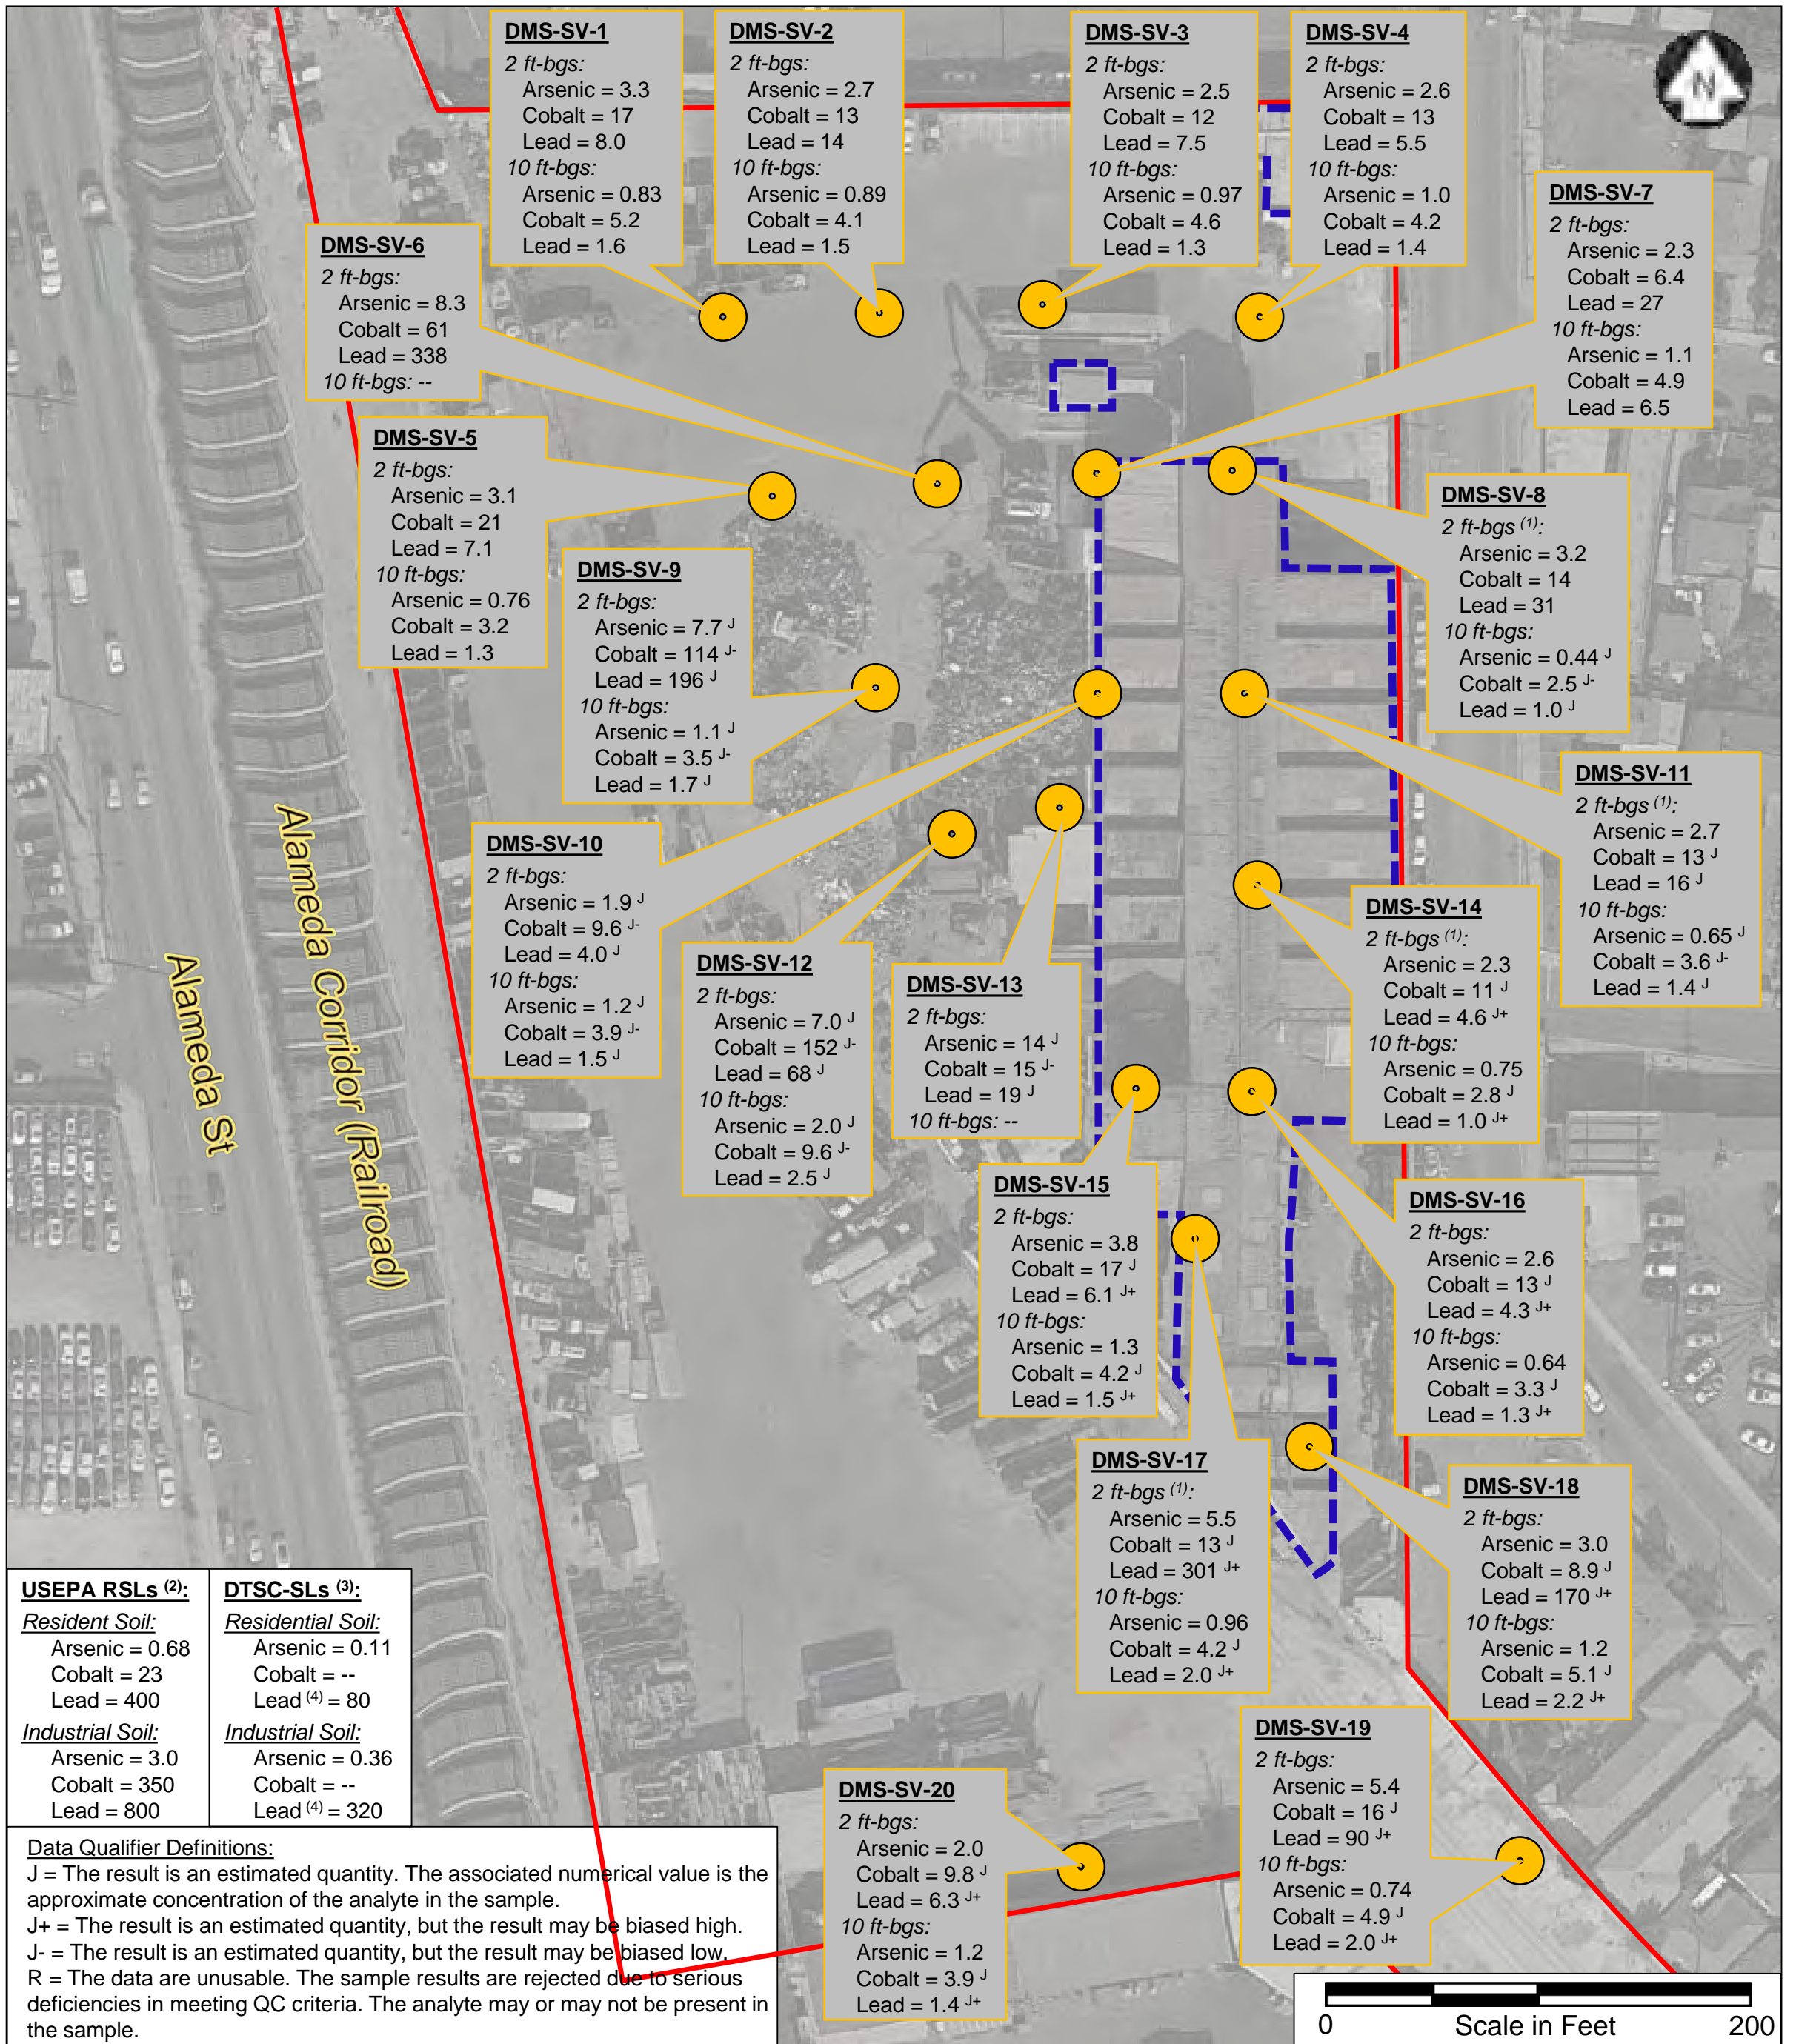 DMS-SV-1
2 ft-bgs:
Arsenic = 3.3
Cobalt = 17
Lead = 8.0
10 ft-bgs:
Arsenic = 0.83
Cobalt = 5.2
Lead = 1.6
DMS-SV-2
2 ft-bgs:
Arsenic = 2.7
Cobalt = 13
Lead = 14
10 ft-bgs:
Arsenic = 0.89
Cobalt = 4.1
Lead = 1.5
DMS-SV-3
2 ft-bgs:
Arsenic = 2.5
Cobalt = 12
Lead = 7.5
10 ft-bgs:
Arsenic = 0.97
Cobalt = 4.6
Lead = 1.3
DMS-SV-4
2 ft-bgs:
Arsenic = 2.6
Cobalt = 13
Lead = 5.5
10 ft-bgs:
Arsenic = 1.0
Cobalt = 4.2
Lead = 1.4
N
DMS-SV-7
2 ft-bgs:
Arsenic = 2.3
Cobalt = 6.4
Lead = 27
10 ft-bgs:
Arsenic = 1.1
Cobalt = 4.9
Lead = 6.5
DMS-SV-6
2 ft-bgs:
Arsenic = 8.3
Cobalt = 61
Lead = 338
10 ft-bgs: --
DMS-SV-5
2 ft-bgs:
Arsenic = 3.1
Cobalt = 21
Lead = 7.1
10 ft-bgs:
Arsenic = 0.76
Cobalt = 3.2
Lead = 1.3
DMS-SV-8
2 ft-bgs (1):
Arsenic = 3.2
Cobalt = 14
Lead = 31
10 ft-bgs:
Arsenic = 0.44 J
Cobalt = 2.5 J-
Lead = 1.0 J
DMS-SV-9
2 ft-bgs:
Arsenic = 7.7 J
Cobalt = 114 J-
Lead = 196 J
10 ft-bgs:
Arsenic = 1.1 J
Cobalt = 3.5 J-
Lead = 1.7 J
DMS-SV-11
2 ft-bgs (1):
Arsenic = 2.7
Cobalt = 13 J
Lead = 16 J
10 ft-bgs:
Arsenic = 0.65 J
Cobalt = 3.6 J-
Lead = 1.4 J
DMS-SV-10
2 ft-bgs:
Arsenic = 1.9 J
Cobalt = 9.6 J-
Lead = 4.0 J
10 ft-bgs:
Arsenic = 1.2 J
Cobalt = 3.9 J-
Lead = 1.5 J
DMS-SV-14
2 ft-bgs (1):
Arsenic = 2.3
Cobalt = 11 J
Lead = 4.6 J+
10 ft-bgs:
Arsenic = 0.75
Cobalt = 2.8 J
Lead = 1.0 J+
DMS-SV-12
2 ft-bgs:
Arsenic = 7.0 J
Cobalt = 152 J-
Lead = 68 J
10 ft-bgs:
Arsenic = 2.0 J
Cobalt = 9.6 J-
Lead = 2.5 J
DMS-SV-13
2 ft-bgs:
Arsenic = 14 J
Cobalt = 15 J-
Lead = 19 J
10 ft-bgs: --
Alameda Corridor (Railroad)
Alameda St
DMS-SV-15
2 ft-bgs:
Arsenic = 3.8
Cobalt = 17 J
Lead = 6.1 J+
10 ft-bgs:
Arsenic = 1.3
Cobalt = 4.2 J
Lead = 1.5 J+
DMS-SV-16
2 ft-bgs:
Arsenic = 2.6
Cobalt = 13 J
Lead = 4.3 J+
10 ft-bgs:
Arsenic = 0.64
Cobalt = 3.3 J
Lead = 1.3 J+
DMS-SV-17
2 ft-bgs (1):
Arsenic = 5.5
Cobalt = 13 J
Lead = 301 J+
10 ft-bgs:
Arsenic = 0.96
Cobalt = 4.2 J
Lead = 2.0 J+
DMS-SV-18
2 ft-bgs:
Arsenic = 3.0
Cobalt = 8.9 J
Lead = 170 J+
10 ft-bgs:
Arsenic = 1.2
Cobalt = 5.1 J
Lead = 2.2 J+
DMS-SV-19
2 ft-bgs:
Arsenic = 5.4
Cobalt = 16 J
Lead = 90 J+
10 ft-bgs:
Arsenic = 0.74
Cobalt = 4.9 J
Lead = 2.0 J+
DMS-SV-20
2 ft-bgs:
Arsenic = 2.0
Cobalt = 9.8 J
Lead = 6.3 J+
10 ft-bgs:
Arsenic = 1.2
Cobalt = 3.9 J
Lead = 1.4 J+
USEPA RSLs (2):
Resident Soil:
Arsenic = 0.68
Cobalt = 23
Lead = 400
Industrial Soil:
Arsenic = 3.0
Cobalt = 350
Lead = 800
DTSC-SLs (3):
Residential Soil:
Arsenic = 0.11
Cobalt = --
Lead (4) = 80
Industrial Soil:
Arsenic = 0.36
Cobalt = --
Lead (4) = 320
Data Qualifier Definitions:
J = The result is an estimated quantity. The associated numerical value is the
approximate concentration of the analyte in the sample.
J+ = The result is an estimated quantity, but the result may be biased high.
J- = The result is an estimated quantity, but the result may be biased low.
R = The data are unusable. The sample results are rejected due to serious
deficiencies in meeting QC criteria. The analyte may or may not be present in
the sample.
0 Scale in Feet 200